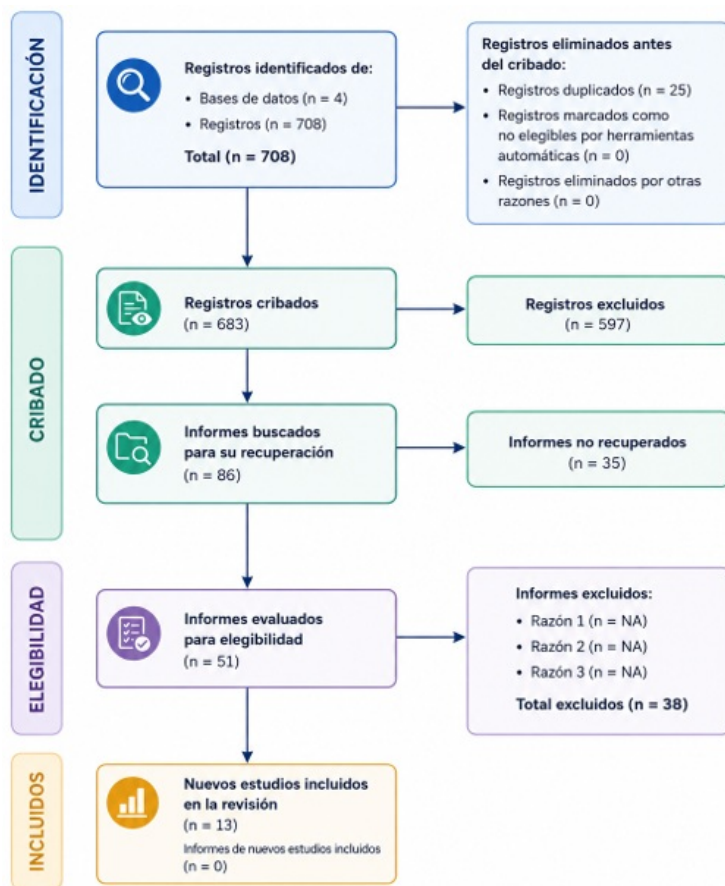 IDENTIFICACIÓN
Registros identificados de:
• Bases de datos (n = 4)
• Registros (n = 708)
Total (n = 708)
Registros eliminados antes
del cribado:
• Registros duplicados (n = 25)
• Registros marcados como
no elegibles por herramientas
automáticas (n = 0)
• Registros eliminados por otras
razones (n = 0)
CRIBADO
Registros cribados
(n = 683)
Registros excluidos
(n = 597)
Informes buscados
para su recuperación
(n = 86)
Informes no recuperados
(n = 35)
ELEGIBILIDAD
Informes evaluados
para elegibilidad
(n = 51)
Informes excluidos:
• Razón 1 (n = NA)
• Razón 2 (n = NA)
• Razón 3 (n = NA)
Total excluidos (n = 38)
INCLUIDOS
Nuevos estudios incluidos
en la revisión
(n = 13)
Informes de nuevos estudios incluidos
(n = 0)